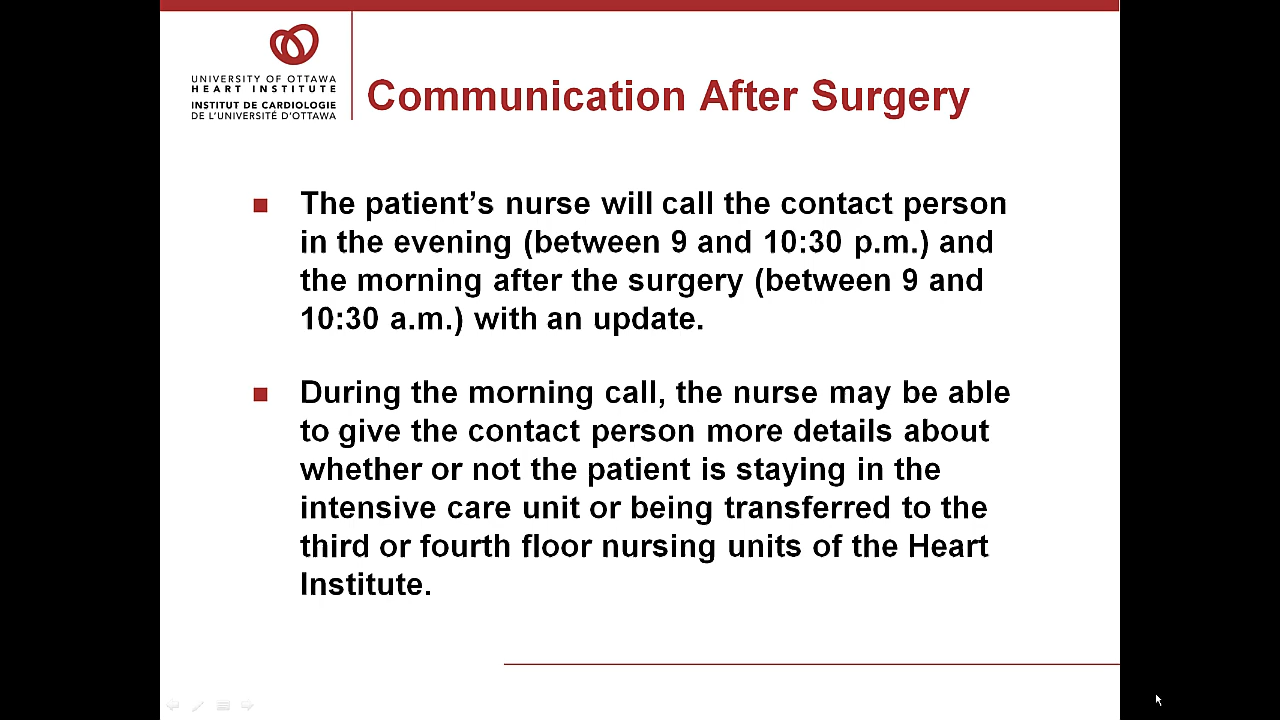 UNIVERSITY OF OTTAWA
HEART INSTITUTE
INSTITUT DE CARDIOLOGIE
DE L'UNIVERSITÉ D'OTTAWA
Communication After Surgery
The patient’s nurse will call the contact person
in the evening (between 9 and 10:30 p.m.) and
the morning after the surgery (between 9 and
10:30 a.m.) with an update.
During the morning call, the nurse may be able
to give the contact person more details about
whether or not the patient is staying in the
intensive care unit or being transferred to the
third or fourth floor nursing units of the Heart
Institute.